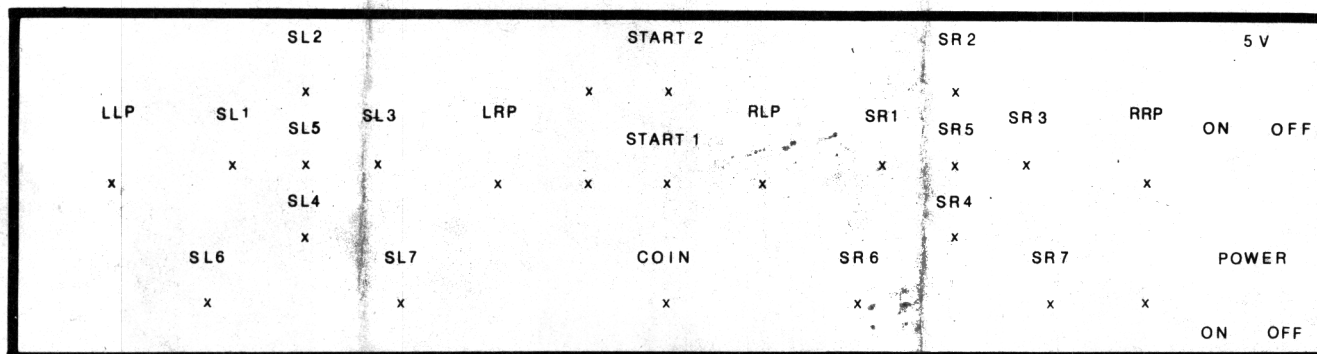 SL2 START 2 SR2 5 V
x x x x
LLP SL1 SL3 LRP RLP SR1 SR3 RRP
SL5 START 1 SR5 ON OFF
x x x x x x
x x x x x x
SL4 SR4
x x
SL6 SL7 COIN SR6 SR7 POWER
x x x x x x
ON OFF